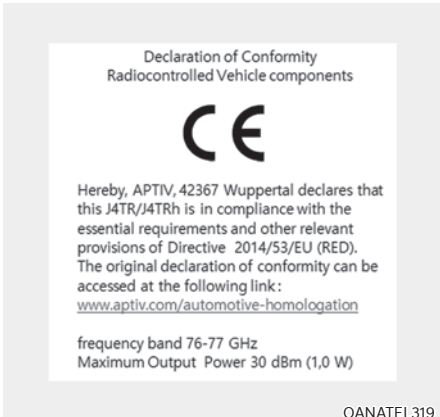 Declaration of Conformity
Radiocontrolled Vehicle components
CE
Hereby, APTIV, 42367 Wuppertal declares that
this J4TR/J4TRh is in compliance with the
essential requirements and other relevant
provisions of Directive 2014/53/EU (RED).
The original declaration of conformity can be
accessed at the following link:
www.aptiv.com/automotive-homologation
frequency band 76-77 GHz
Maximum Output Power 30 dBm (1,0 W)
OANATEL319